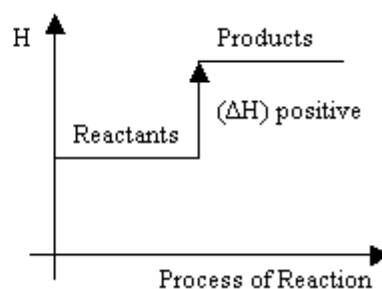 H
Products
(ΔH) positive
Reactants
Process of Reaction